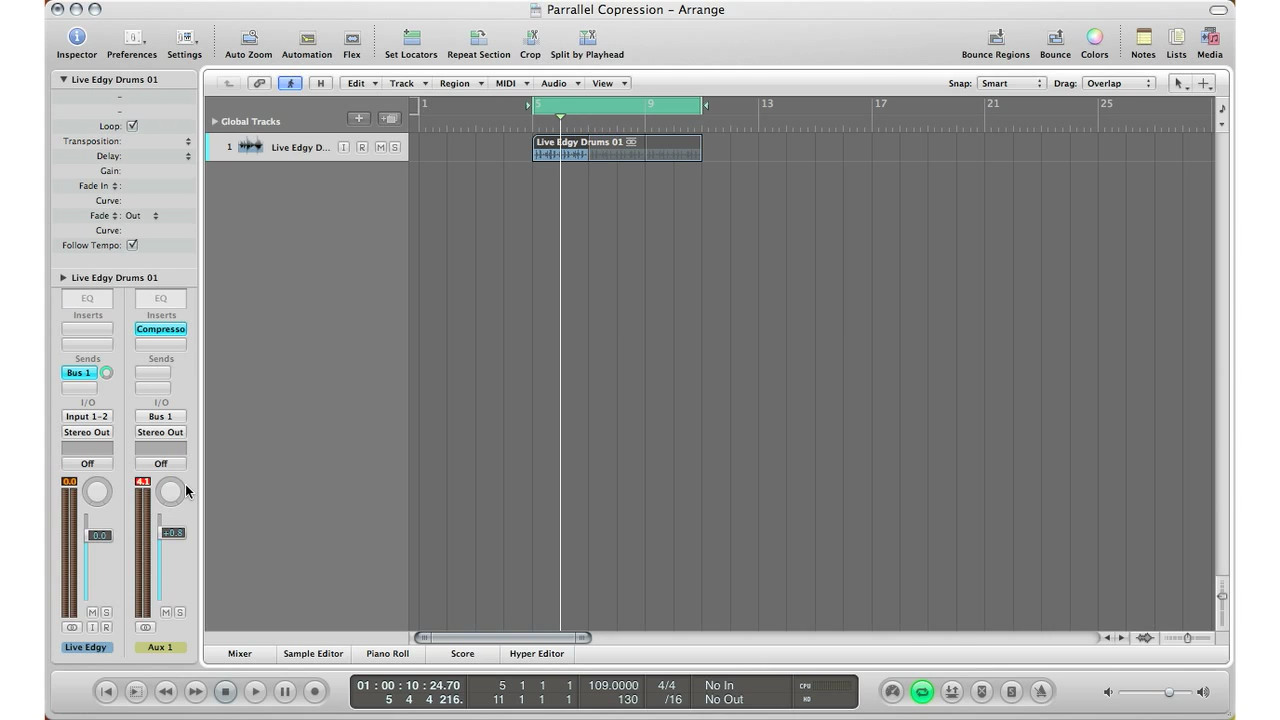 Parrallel Copression – Arrange
Inspector Preferences Settings Auto Zoom Automation Flex Set Locators Repeat Section Crop Split by Playhead Bounce Regions Bounce Colors Notes Lists Media
Live Edgy Drums 01
H Edit Track Region MIDI Audio View Snap: Smart Drag: Overlap
–
–
Loop:
Transposition:
Delay:
Gain:
Fade In :
Curve:
Fade : Out
Curve:
Follow Tempo:
Live Edgy Drums 01
1 5 9 13 17 21 25
Global Tracks
1 Live Edgy D... I R M S
Live Edgy Drums 01
EQ EQ
Inserts Inserts
Compresso
Sends Sends
Bus 1
I/O I/O
Input 1-2 Bus 1
Stereo Out Stereo Out
Off Off
0.0 4.1
0.0 +0.8
M S M S
I R
Live Edgy Aux 1
Mixer Sample Editor Piano Roll Score Hyper Editor
01 : 00 : 10 : 24.70 5 1 1 1 109.0000 4/4 No In CPU
5 4 4 216. 11 1 1 1 130 /16 No Out HD
S